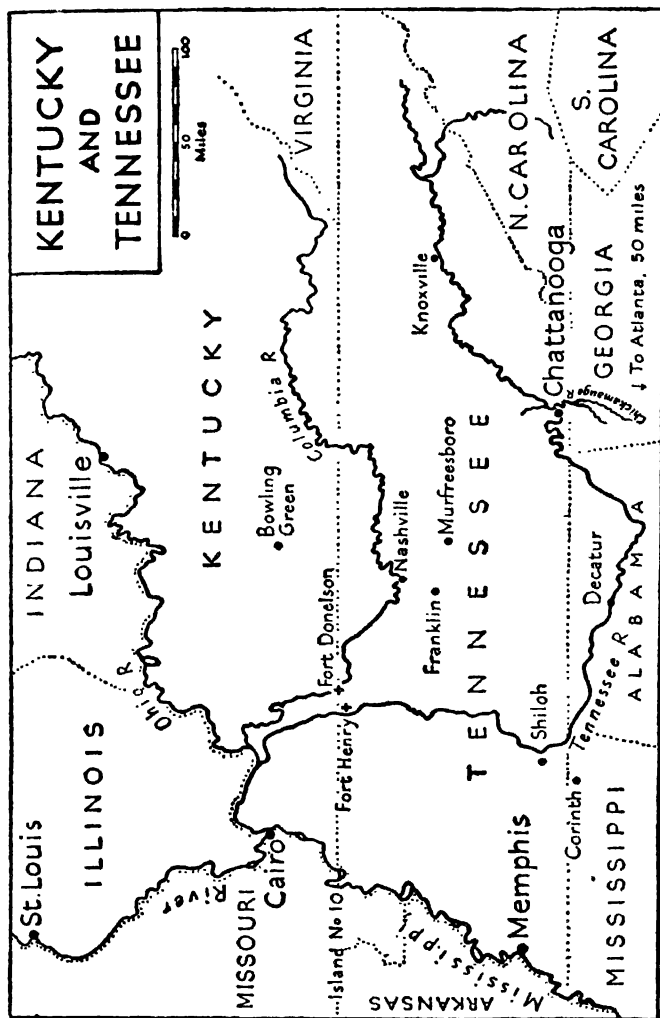 KENTUCKY
AND
TENNESSEE
0 50 100
Miles
St. Louis
ILLINOIS
INDIANA
Louisville
Ohio R
River
MISSOURI
Cairo
KENTUCKY
Bowling
Green
Columbia R
VIRGINIA
Island No 10
Fort Henry
Fort Donelson
Nashville
Franklin
Murfreesboro
Knoxville
TENNESSEE
N. CAROLINA
S.
CAROLINA
ARKANSAS
Mississippi
Memphis
Shiloh
Corinth
MISSISSIPPI
Tennessee R
Decatur
ALABAMA
Chattanooga
Chickamauga R
GEORGIA
↓ To Atlanta, 50 miles